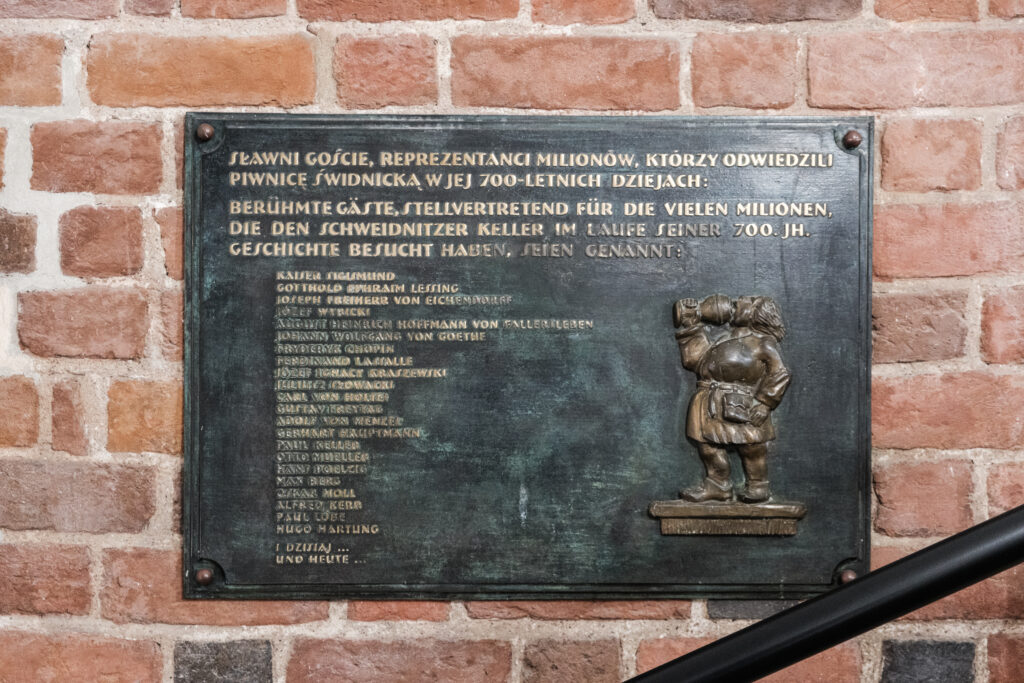 SŁAWNI GOŚCIE, REPREZENTANCI MILIONÓW, KTÓRZY ODWIEDZILI
PIWNICĘ ŚWIDNICKĄ W JEJ 700-LETNICH DZIEJACH:
BERÜHMTE GÄSTE, STELLVERTRETEND FÜR DIE VIELEN MILIONEN,
DIE DEN SCHWEIDNITZER KELLER IM LAUFE SEINER 700. JH.
GESCHICHTE BESUCHT HABEN, SEIEN GENANNT:
KAISER SIGISMUND
GOTTHOLD EPHRAIM LESSING
JOSEPH FREIHERR VON EICHENDORFF
JÓZEF WYBICKI
AUGUST HEINRICH HOFFMANN VON FALLERSLEBEN
JOHANN WOLFGANG VON GOETHE
FRYDERYK CHOPIN
FERDINAND LASSALLE
JÓZEF IGNACY KRASZEWSKI
JULIUSZ SŁOWACKI
CARL VON HOLTEI
GUSTAV FREYTAG
ADOLF VON MENZEL
GERHART HAUPTMANN
PAUL KELLER
OTTO MUELLER
HANS POELZIG
MAX BERG
OSKAR MOLL
ALFRED KERR
PAUL LÖBE
HUGO HARTUNG
I DZISIAJ ...
UND HEUTE ...